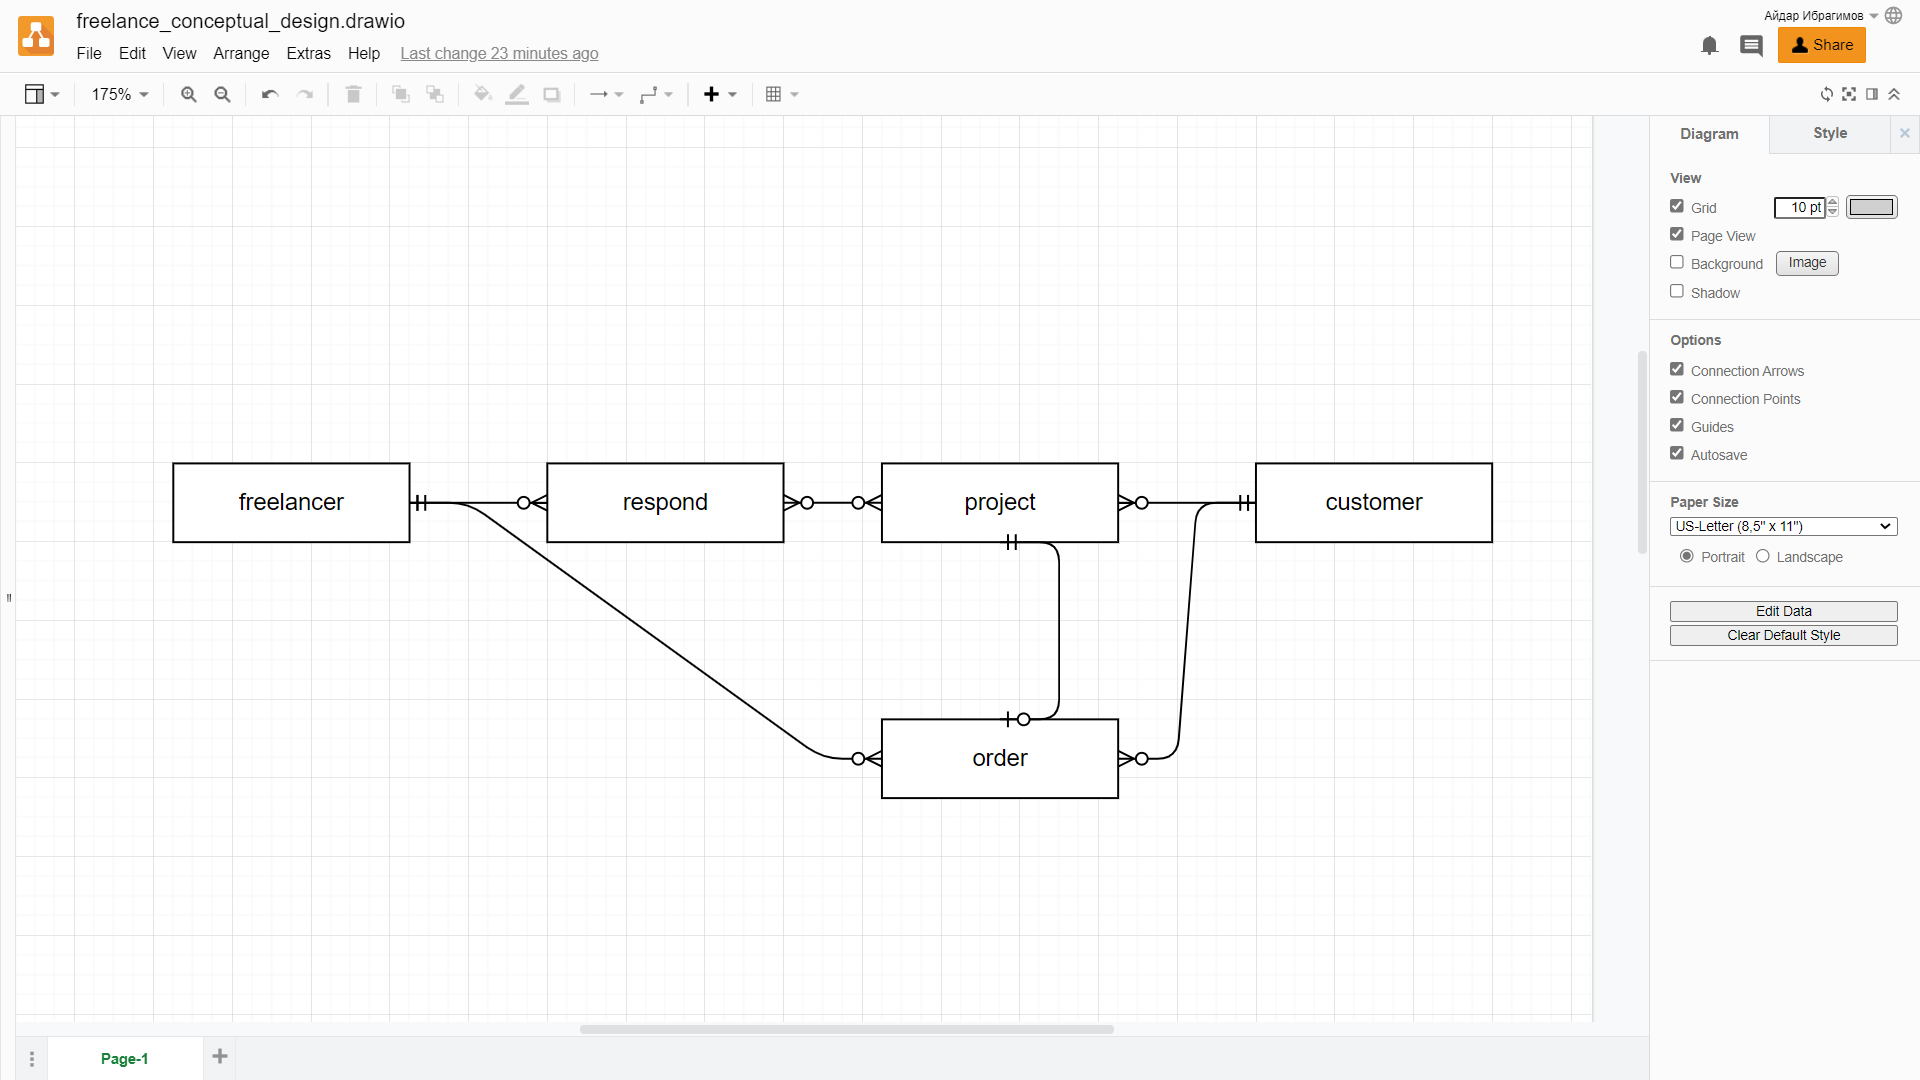 freelance_conceptual_design.drawio
Айдар Ибрагимов
File Edit View Arrange Extras Help Last change 23 minutes ago
Share
175%
Diagram Style
View
Grid 10 pt
Page View
Background Image
Shadow
Options
Connection Arrows
Connection Points
Guides
Autosave
Paper Size
US-Letter (8,5" x 11")
Portrait Landscape
Edit Data
Clear Default Style
freelancer respond project customer
order
Page-1